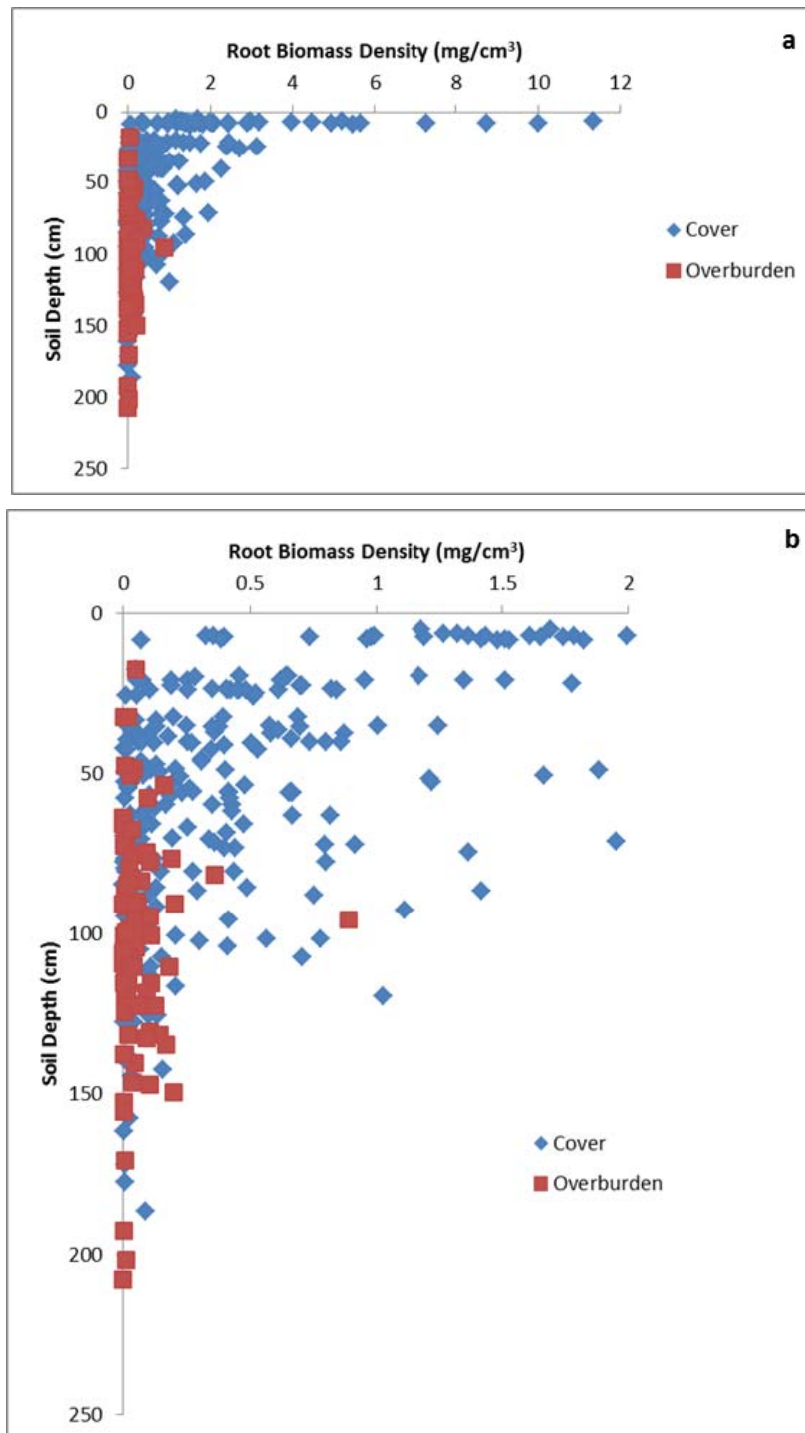 a
Root Biomass Density (mg/cm³)
0 2 4 6 8 10 12
0
50
100
150
200
250
Soil Depth (cm)
Cover
Overburden
b
Root Biomass Density (mg/cm³)
0 0.5 1 1.5 2
0
50
100
150
200
250
Soil Depth (cm)
Cover
Overburden